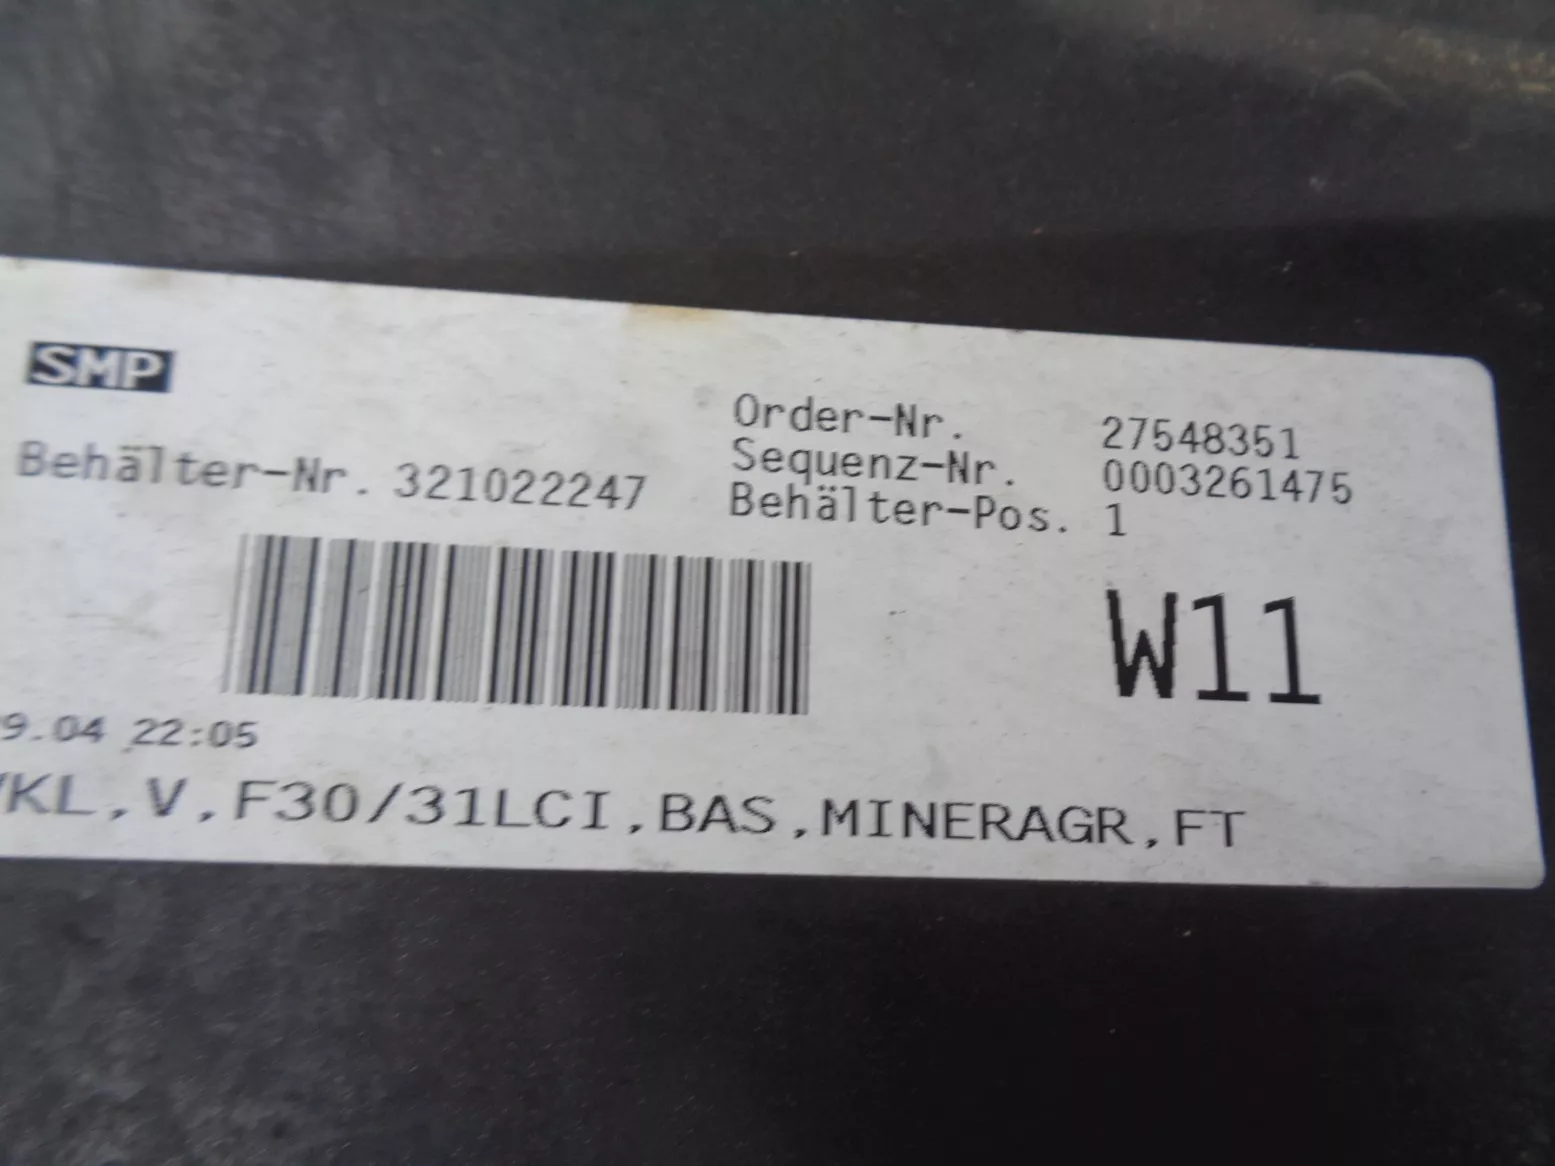 SMP
Order-Nr. 27548351
Behälter-Nr. 321022247
Sequenz-Nr. 0003261475
Behälter-Pos. 1
W11
9.04 22:05
KL,V,F30/31LCI,BAS,MINERAGR,FT